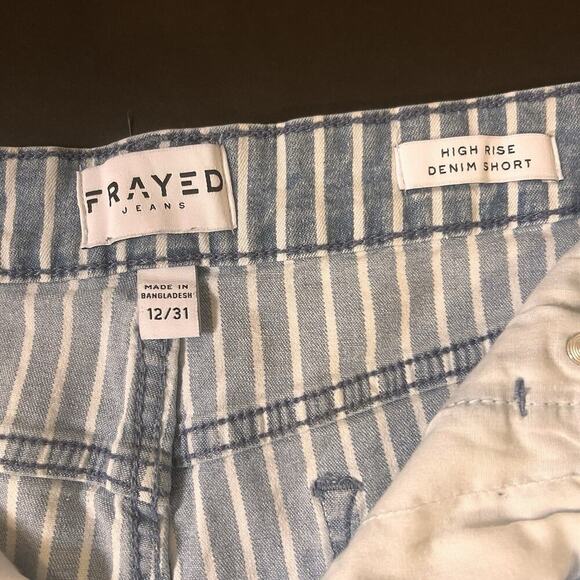 FRAYED
JEANS
HIGH RISE
DENIM SHORT
MADE IN
BANGLADESH
12/31